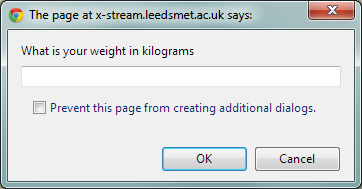 The page at x-stream.leedsmet.ac.uk says:
What is your weight in kilograms
Prevent this page from creating additional dialogs.
OK Cancel